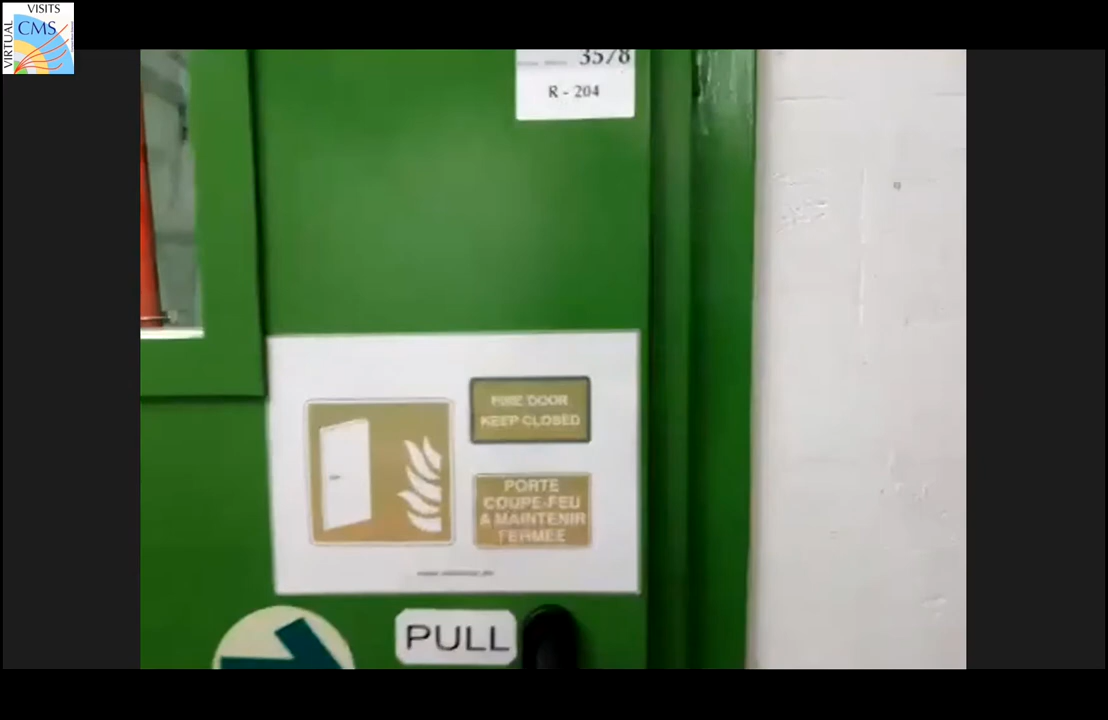 VISITS
CMS
VIRTUAL
3578
R - 204
FIRE DOOR
KEEP CLOSED
PORTE
COUPE-FEU
A MAINTENIR
FERMEE
PULL